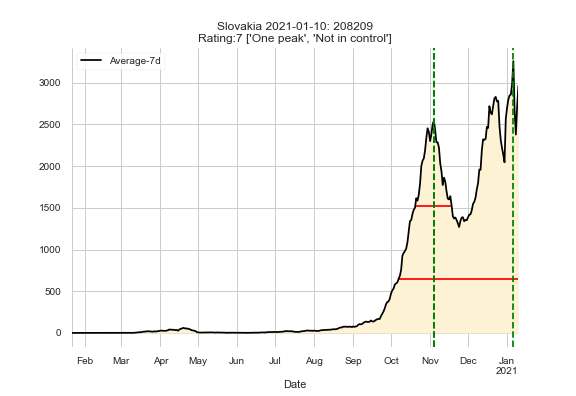 Slovakia 2021-01-10: 208209
Rating:7 ['One peak', 'Not in control']
Average-7d
3000
2500
2000
1500
1000
500
0
Feb Mar Apr May Jun Jul Aug Sep Oct Nov Dec Jan
2021
Date